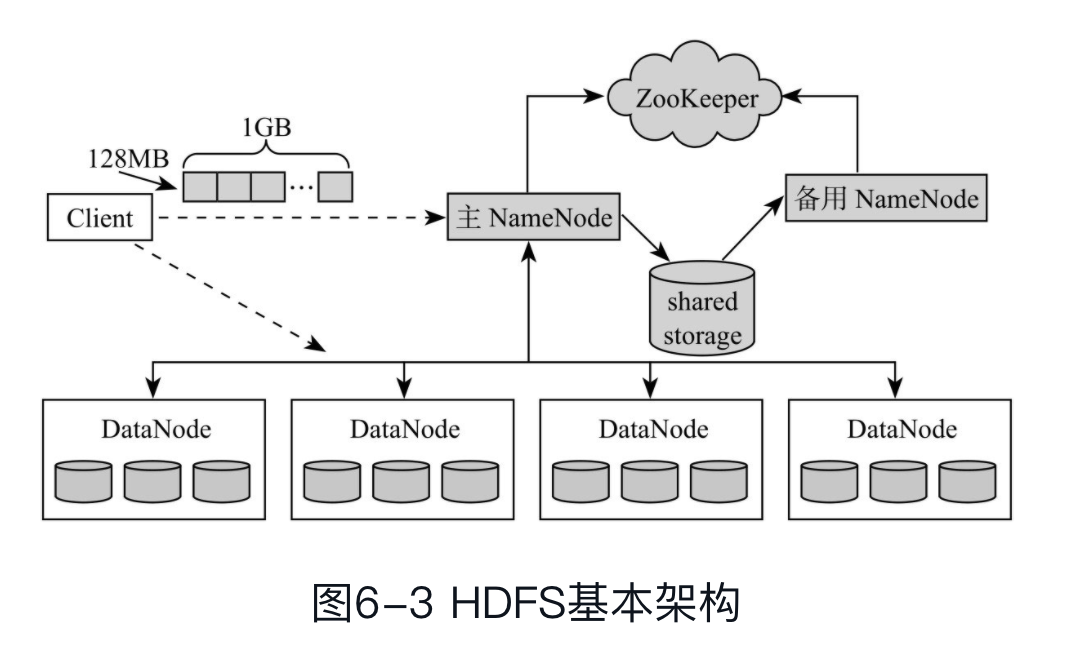 ZooKeeper
1GB
128MB
Client
主 NameNode
备用 NameNode
shared
storage
DataNode
DataNode
DataNode
DataNode
图6-3 HDFS基本架构